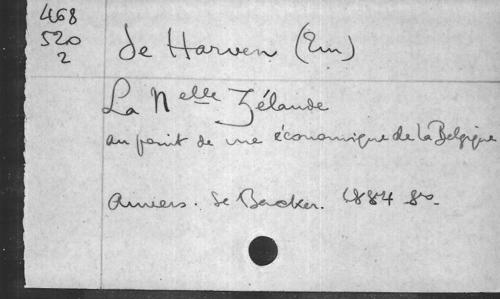 468
520
2
de Harven (Em)
La Nelle Zélande
au point de vue économique de la Belgique
Anvers. De Backer. 1884 8o.